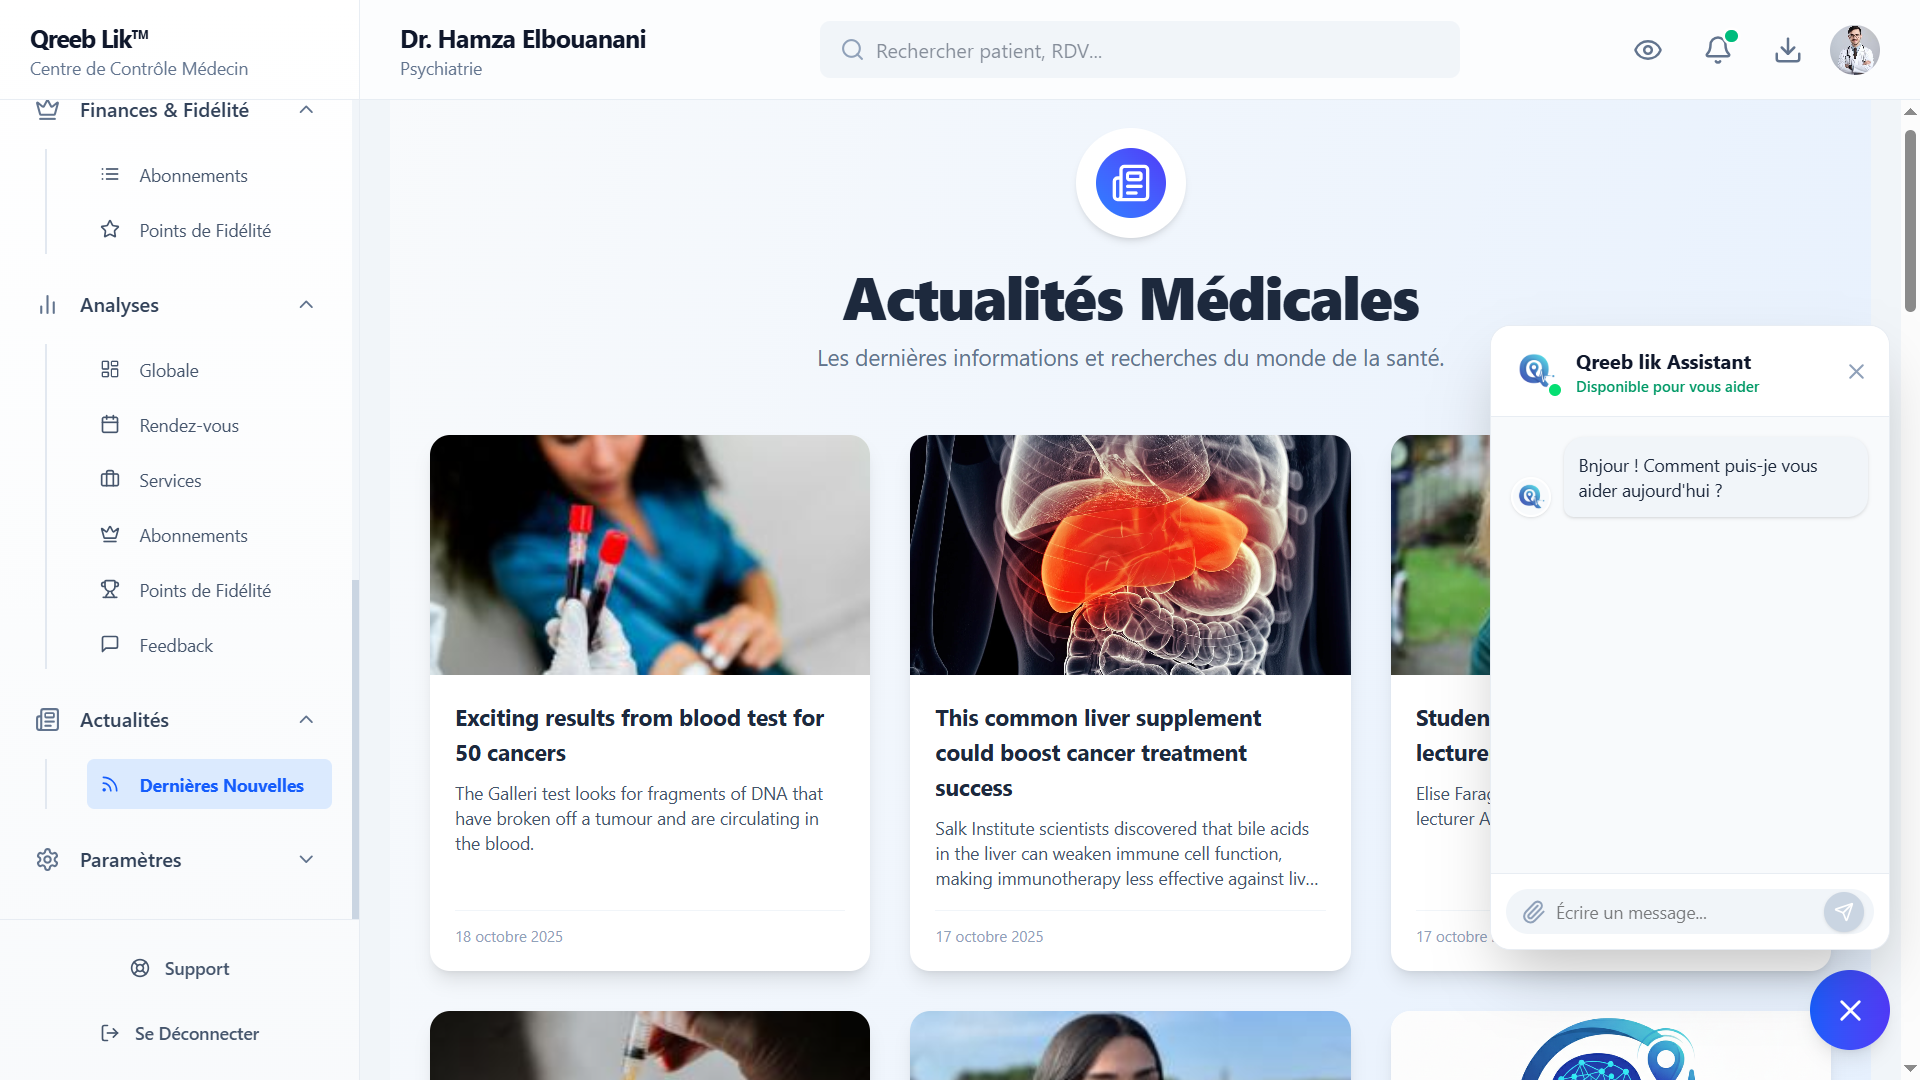 Qreeb Lik™
Centre de Contrôle Médecin
Dr. Hamza Elbouanani
Psychiatrie
Rechercher patient, RDV...
Finances & Fidélité
Abonnements
Points de Fidélité
Analyses
Globale
Rendez-vous
Services
Abonnements
Points de Fidélité
Feedback
Actualités
Dernières Nouvelles
Paramètres
Support
Se Déconnecter
Actualités Médicales
Les dernières informations et recherches du monde de la santé.
Exciting results from blood test for
50 cancers
The Galleri test looks for fragments of DNA that
have broken off a tumour and are circulating in
the blood.
18 octobre 2025
This common liver supplement
could boost cancer treatment
success
Salk Institute scientists discovered that bile acids
in the liver can weaken immune cell function,
making immunotherapy less effective against liv...
17 octobre 2025
Studen
lecture
Elise Farag
lecturer A
17 octobre
Qreeb lik Assistant
Disponible pour vous aider
Bnjour ! Comment puis-je vous
aider aujourd'hui ?
Écrire un message...